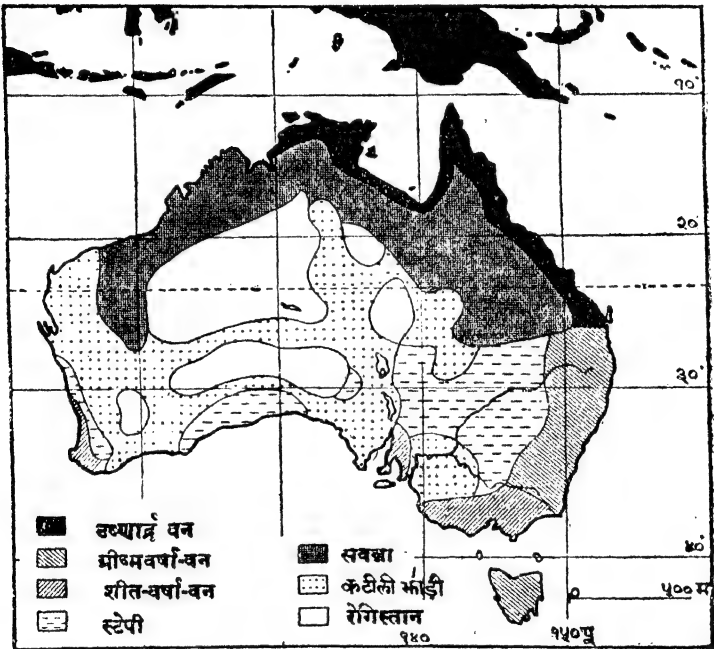 १०°
२०
३०°
उष्णार्द्र वन
ग्रीष्मवर्षा-वन
शीत-वर्षा-वन
स्टेपी
सवन्ना
कटीली झाड़ी
रेगिस्तान
४०°
५०० म
१४०
१५०पू